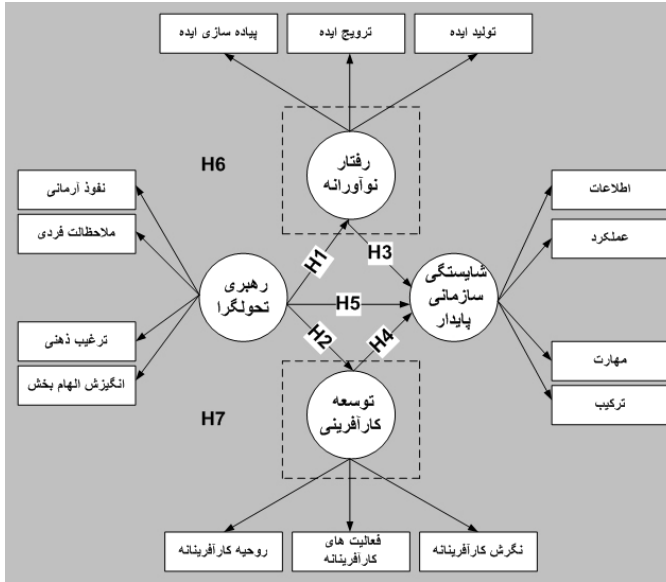 تولید ایده
ترویج ایده
پیاده سازی ایده
رفتار
نوآورانه
H6
نفوذ آرمانی
ملاحظالت فردی
ترغیب ذهنی
انگیزش الهام بخش
رهبری
تحولگرا
H1
H3
H5
H2
H4
شایستگی
سازمانی
پایدار
اطلاعات
عملکرد
مهارت
ترکیب
توسعه
کارآفرینی
H7
نگرش کارآفرینانه
فعالیت های
کارآفرینانه
روحیه کارآفرینانه